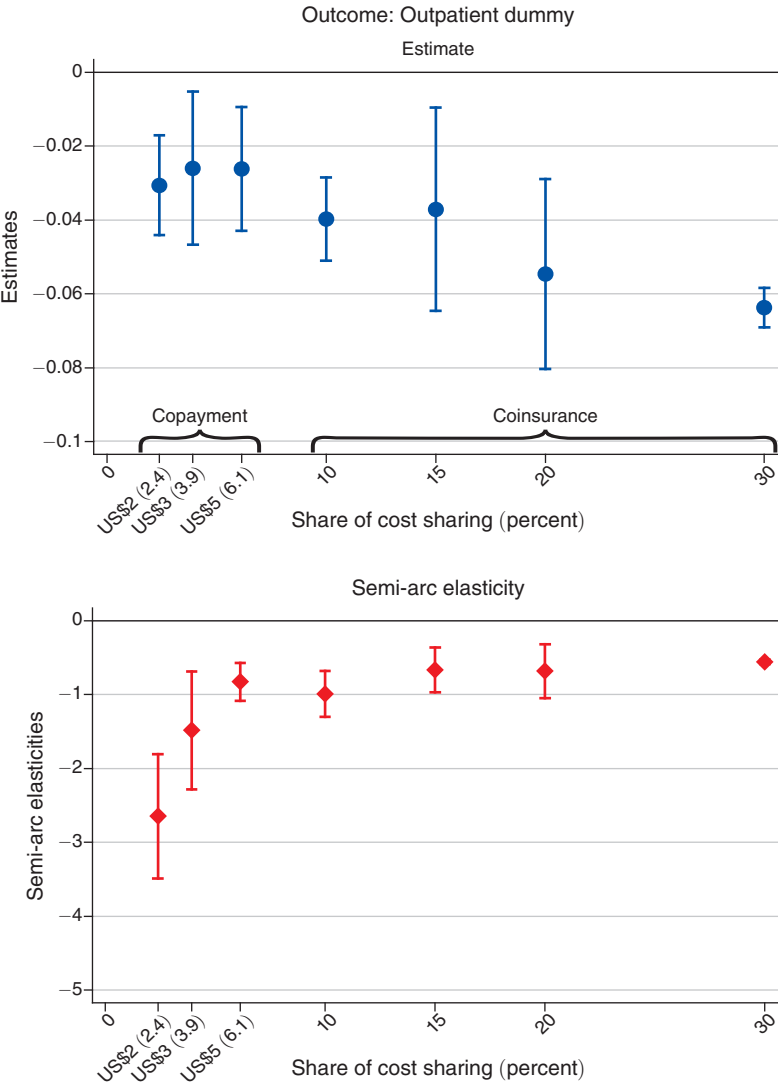 Outcome: Outpatient dummy
Estimate
Estimates
0
−0.02
−0.04
−0.06
−0.08
−0.1
Copayment
Coinsurance
0
US$2 (2.4)
US$3 (3.9)
US$5 (6.1)
10
15
20
30
Share of cost sharing (percent)
Semi-arc elasticity
Semi-arc elasticities
0
−1
−2
−3
−4
−5
0
US$2 (2.4)
US$3 (3.9)
US$5 (6.1)
10
15
20
30
Share of cost sharing (percent)